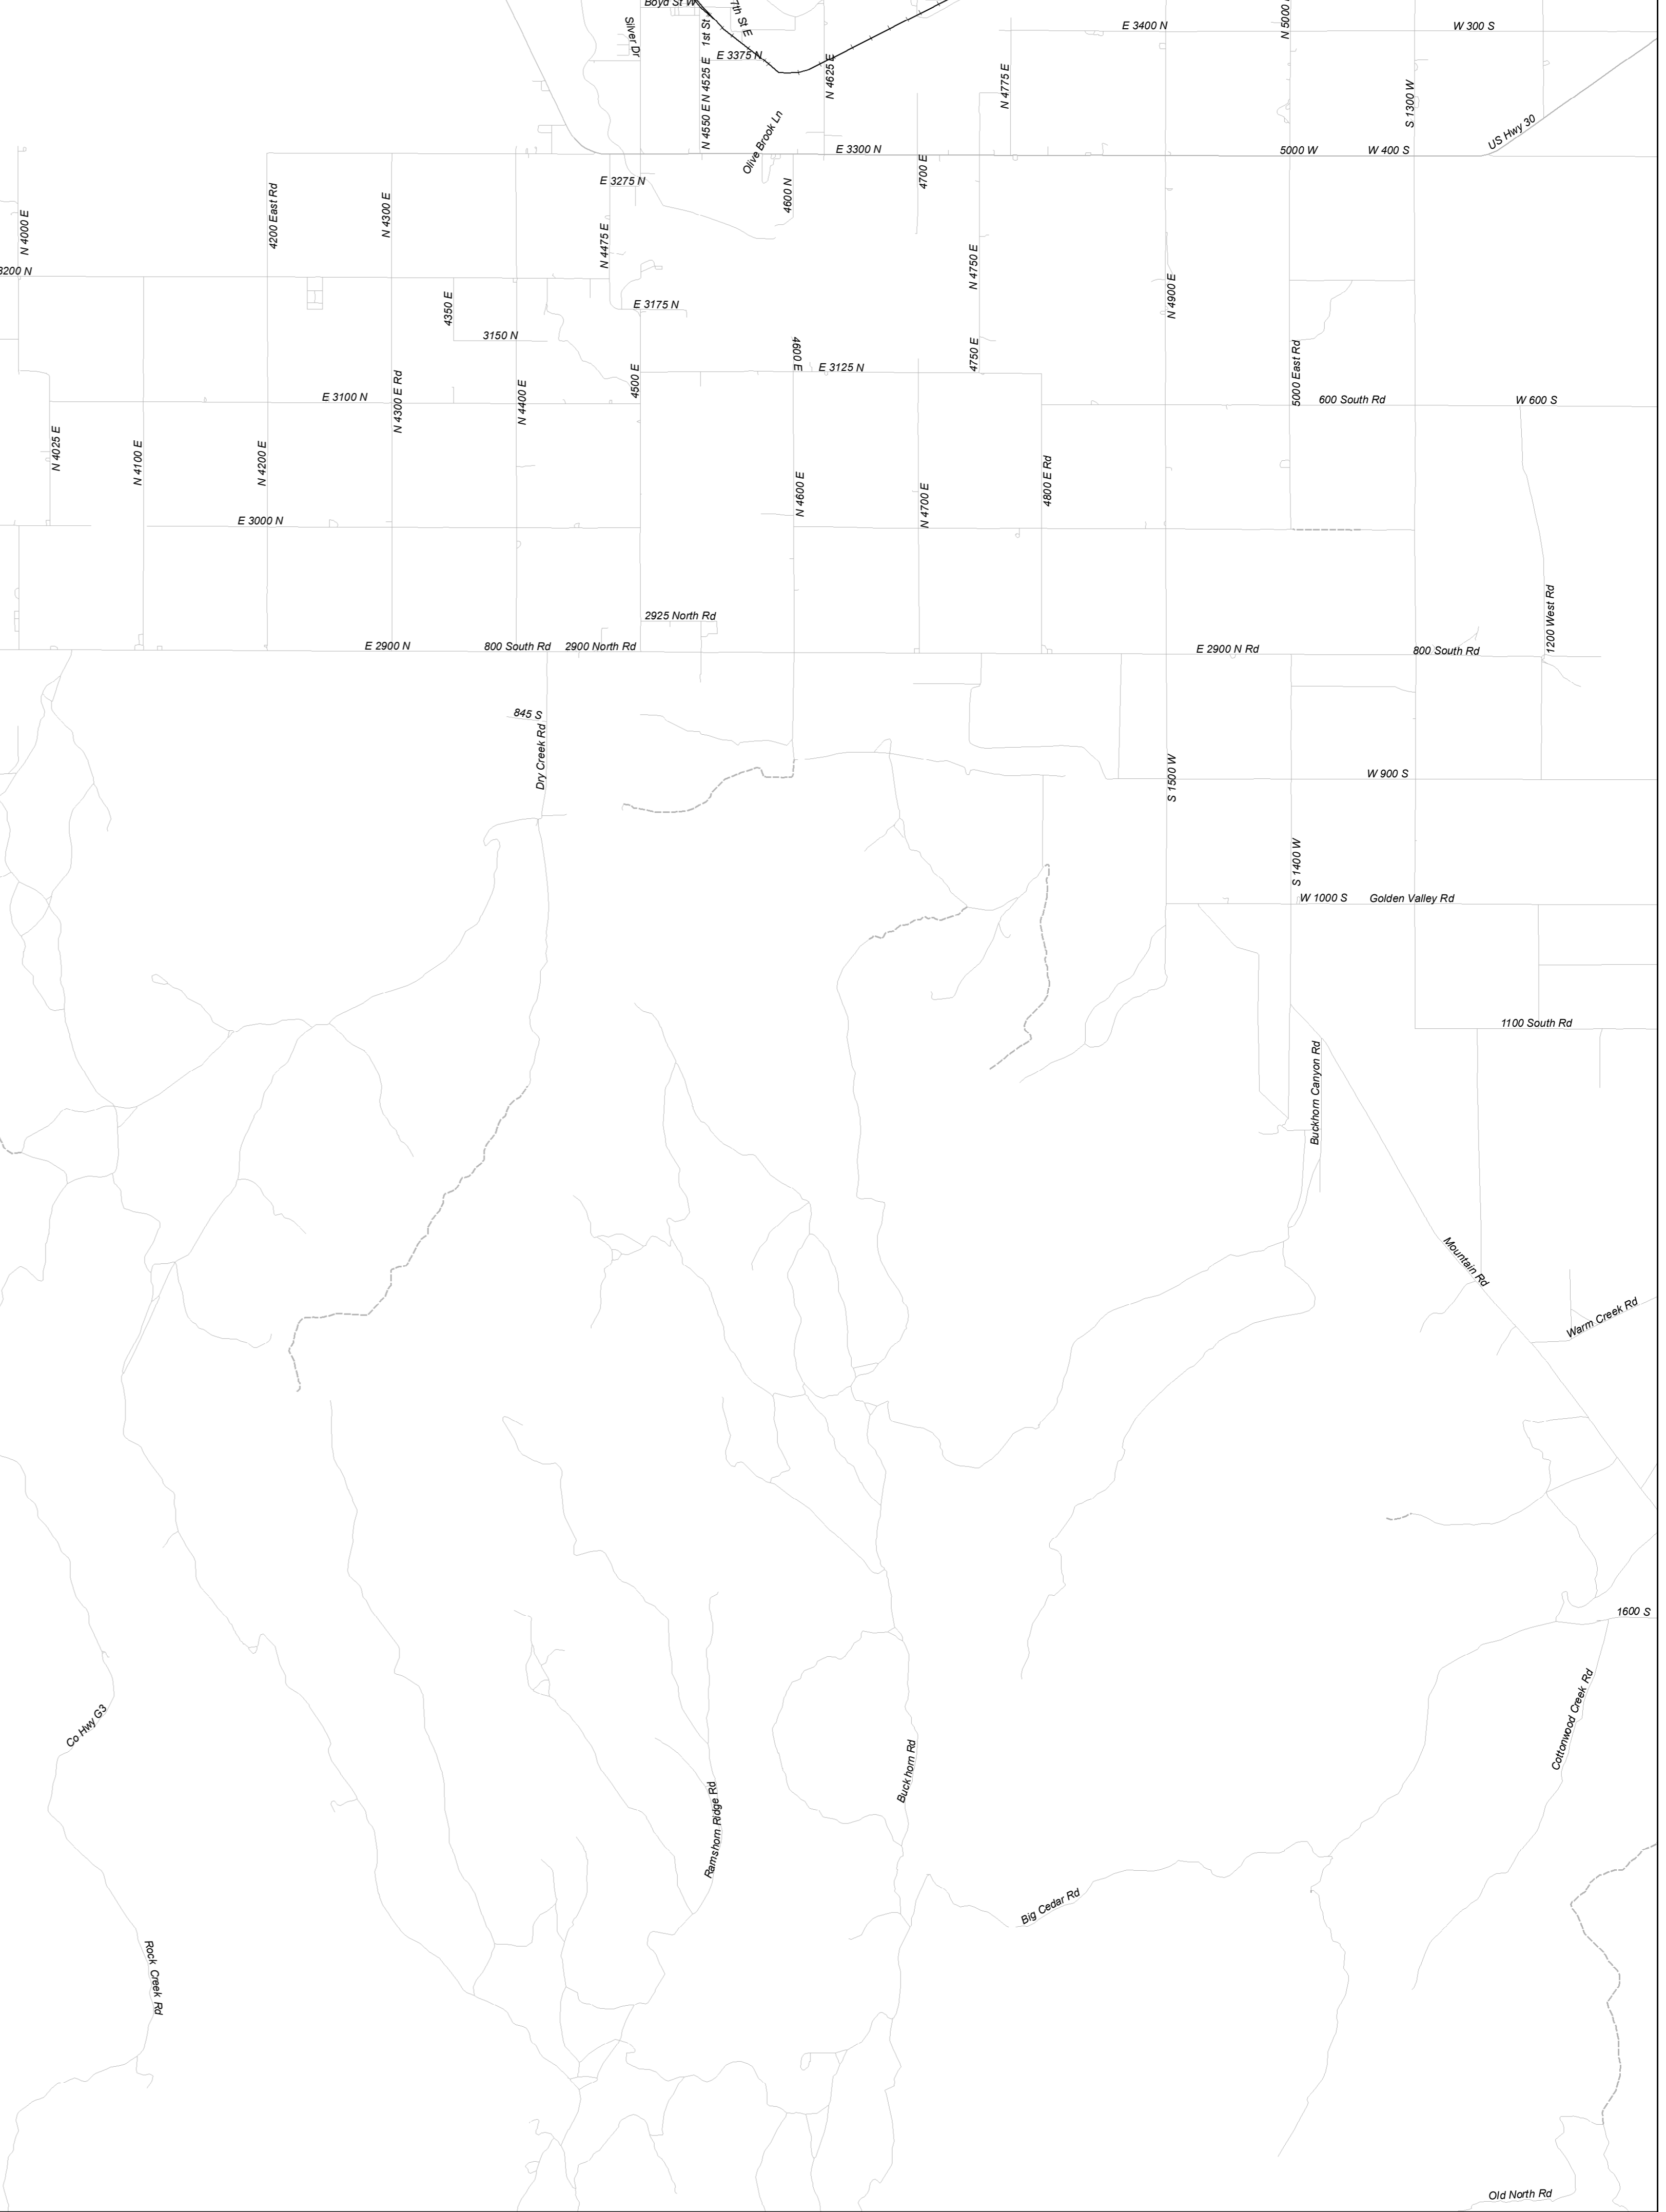 Boyd St W
7th St E
Silver Dr
1st St
E 3400 N
N 5000 E
W 300 S
E 3375 N
N 4525 E
N 4625 E
N 4775 E
S 1300 W
N 4550 E
Olive Brook Ln
US Hwy 30
E 3300 N
5000 W
W 400 S
4700 E
E 3275 N
4600 N
4200 East Rd
N 4300 E
N 4000 E
N 4475 E
N 4750 E
3200 N
N 4900 E
E 3175 N
4350 E
3150 N
4600 E
4750 E
E 3125 N
5000 East Rd
4500 E
N 4300 E Rd
N 4400 E
E 3100 N
600 South Rd
W 600 S
N 4025 E
N 4100 E
N 4200 E
4800 E Rd
N 4600 E
N 4700 E
E 3000 N
2925 North Rd
1200 West Rd
E 2900 N
800 South Rd
2900 North Rd
E 2900 N Rd
800 South Rd
845 S
Dry Creek Rd
S 1500 W
W 900 S
S 1400 W
W 1000 S
Golden Valley Rd
1100 South Rd
Buckhorn Canyon Rd
Mountain Rd
Warm Creek Rd
1600 S
Cottonwood Creek Rd
Co Hwy G3
Buckhorn Rd
Ramshorn Ridge Rd
Big Cedar Rd
Rock Creek Rd
Old North Rd